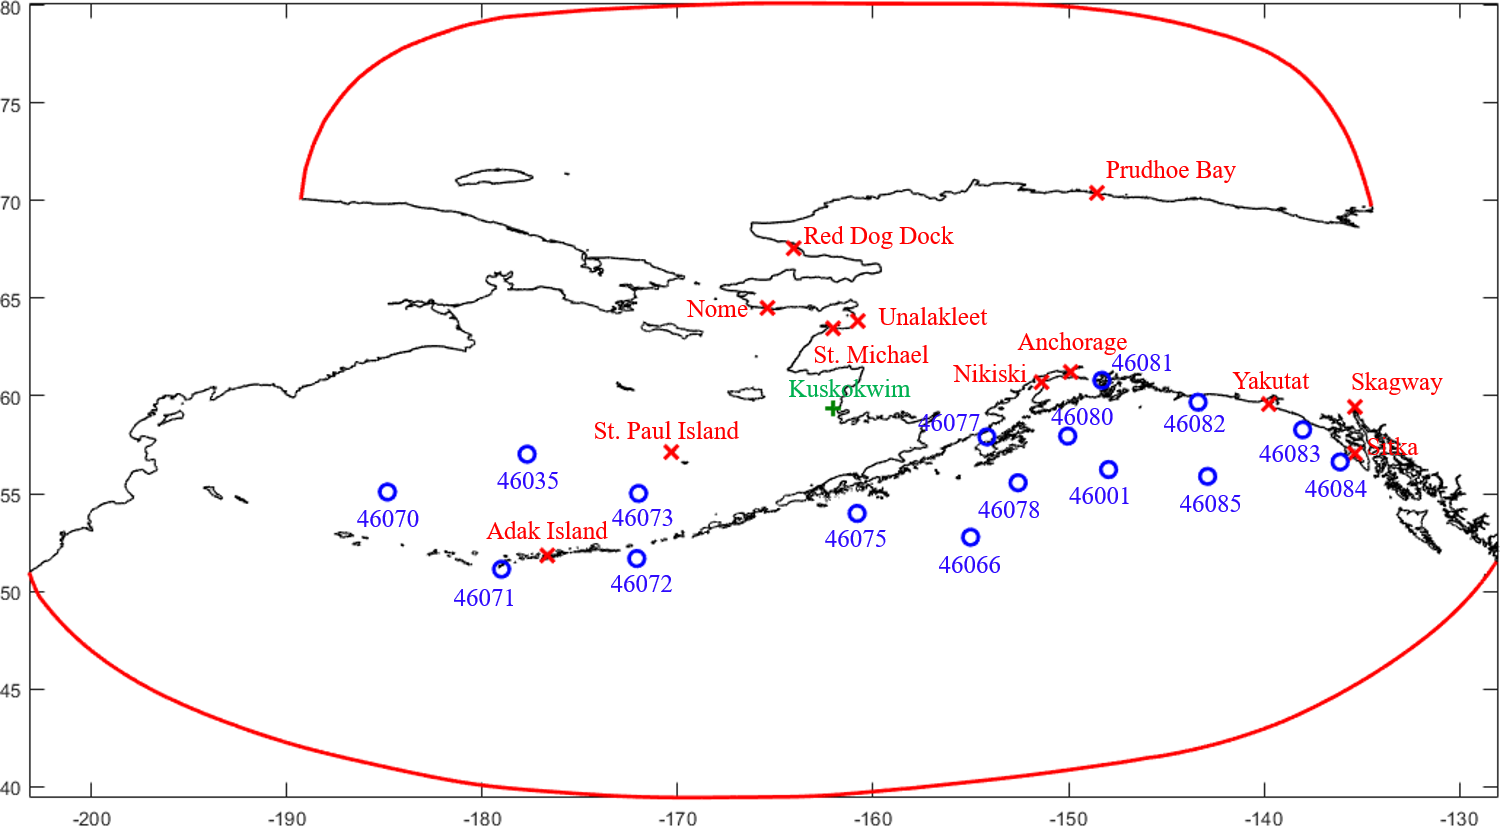 80
75
Prudhoe Bay
70
Red Dog Dock
65
Nome
Unalakleet
Anchorage
St. Michael
46081
Nikiski
Yakutat
Skagway
Kuskokwim
60
46077
46080
46082
St. Paul Island
Sitka
46083
46035
46084
55
46070
46073
46078
46001
46085
Adak Island
46075
46066
46072
50
46071
45
40
-200
-190
-180
-170
-160
-150
-140
-130